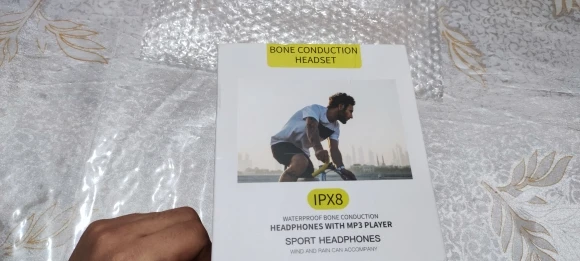 BONE CONDUCTION
HEADSET
IPX8
WATERPROOF BONE CONDUCTION
HEADPHONES WITH MP3 PLAYER
SPORT HEADPHONES
WIND AND RAIN CAN ACCOMPANY